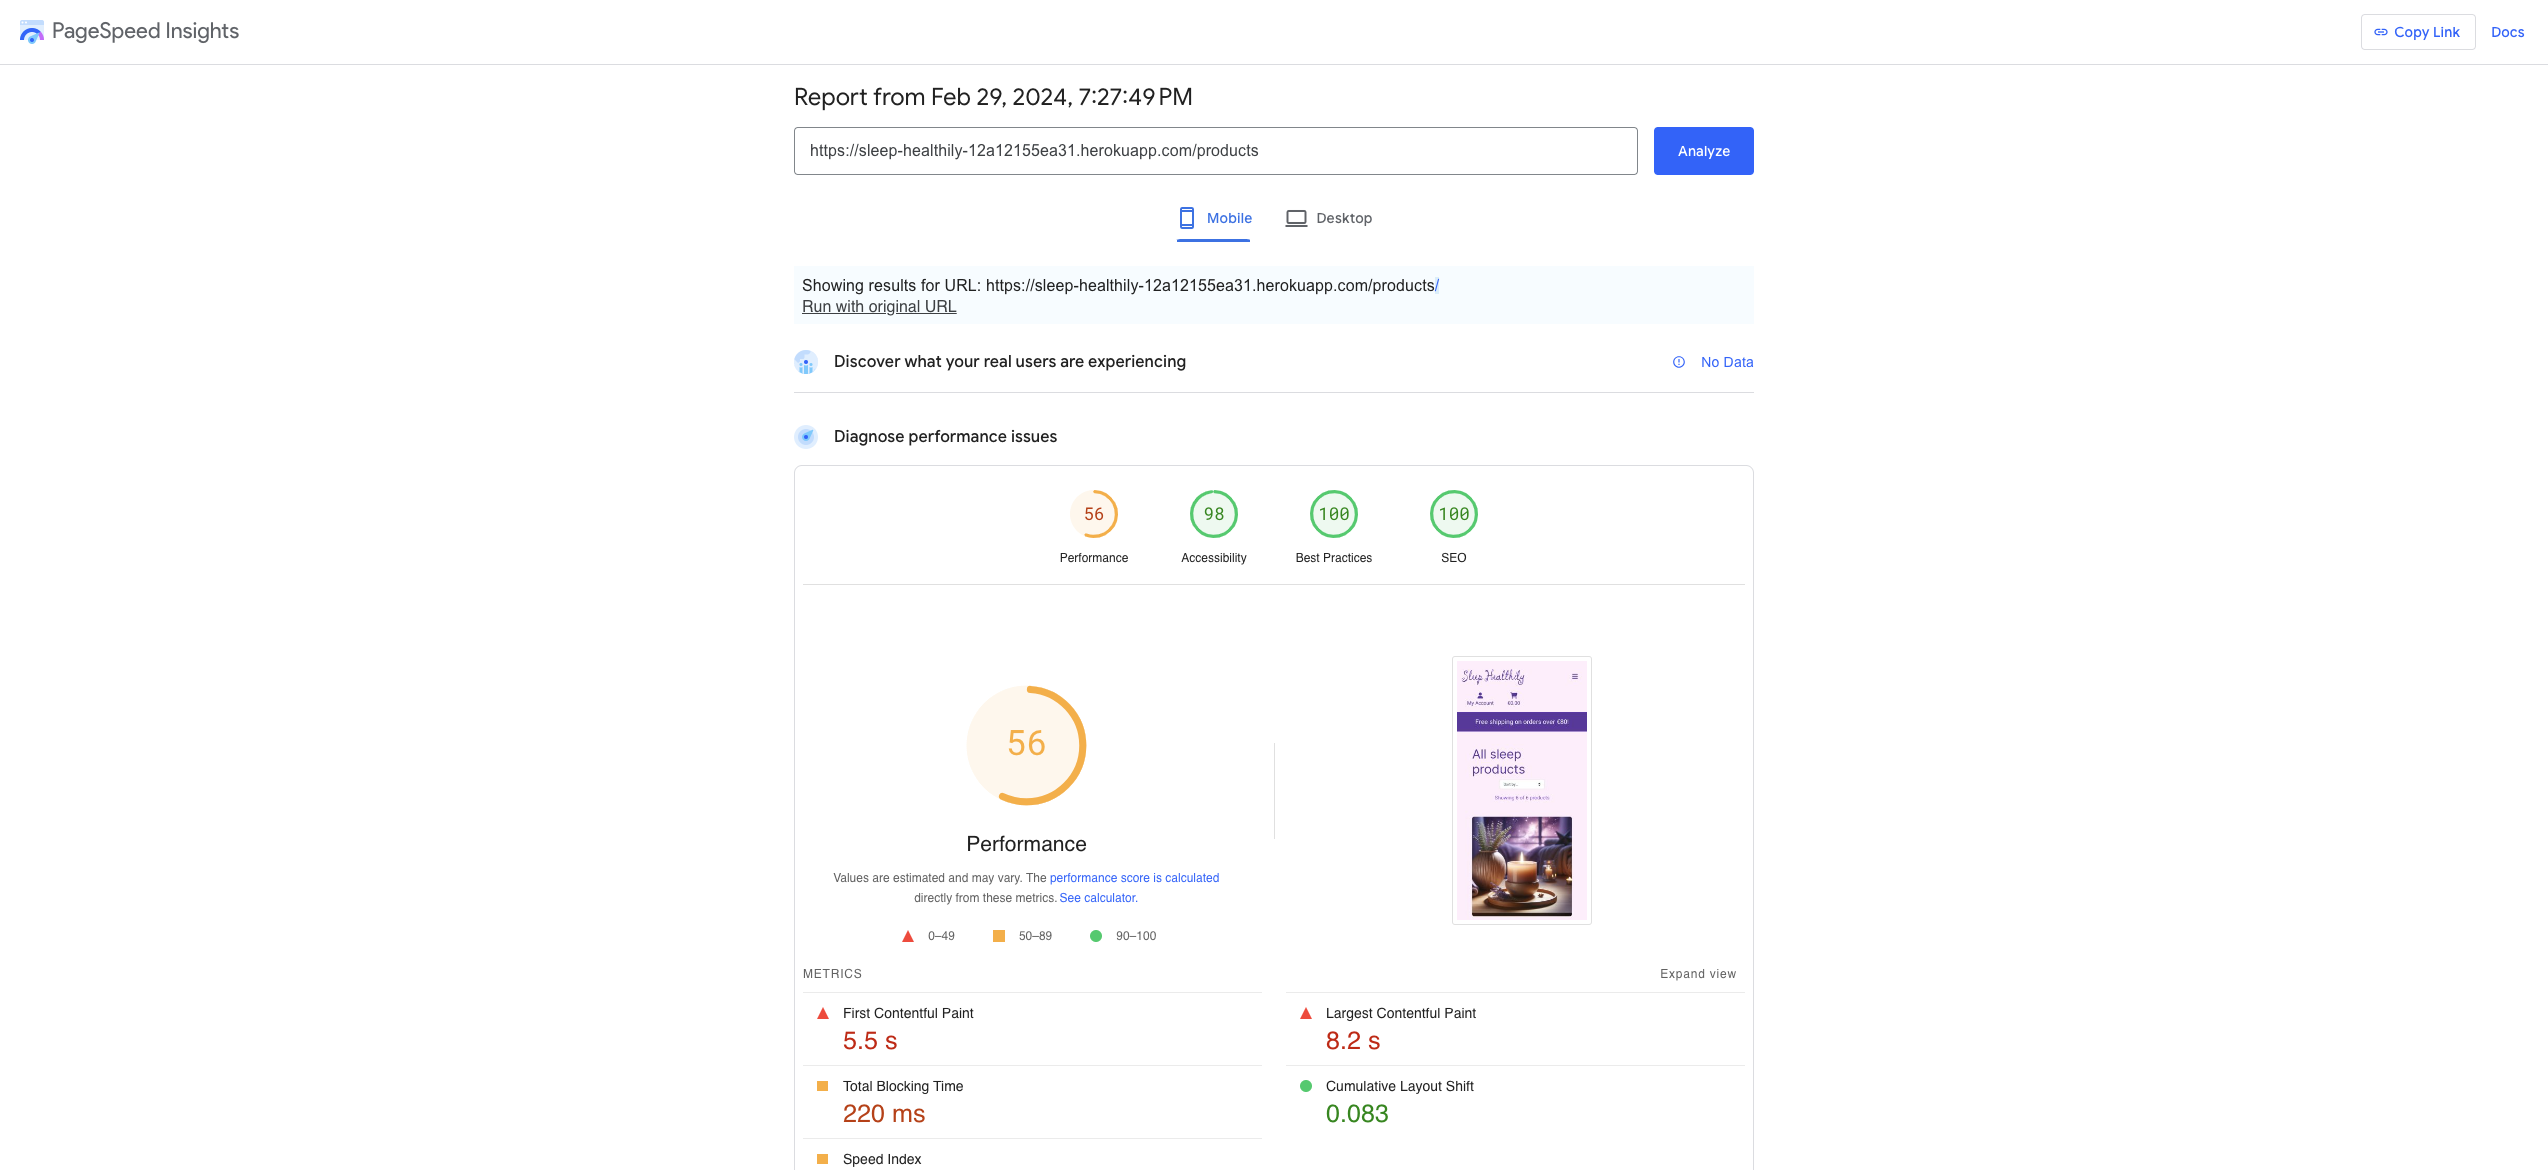 PageSpeed Insights
Copy Link
Docs
Report from Feb 29, 2024, 7:27:49 PM
https://sleep-healthily-12a12155ea31.herokuapp.com/products
Analyze
Mobile
Desktop
Showing results for URL: https://sleep-healthily-12a12155ea31.herokuapp.com/products/
Run with original URL
Discover what your real users are experiencing
No Data
Diagnose performance issues
56
98
100
100
Performance
Accessibility
Best Practices
SEO
56
Performance
Values are estimated and may vary. The performance score is calculated
directly from these metrics. See calculator.
0–49
50–89
90–100
Sleep Healthily
My Account
€0.00
Free shipping on orders over €80!
All sleep
products
Sort by...
Showing 6 of 6 products
METRICS
Expand view
First Contentful Paint
5.5 s
Largest Contentful Paint
8.2 s
Total Blocking Time
220 ms
Cumulative Layout Shift
0.083
Speed Index